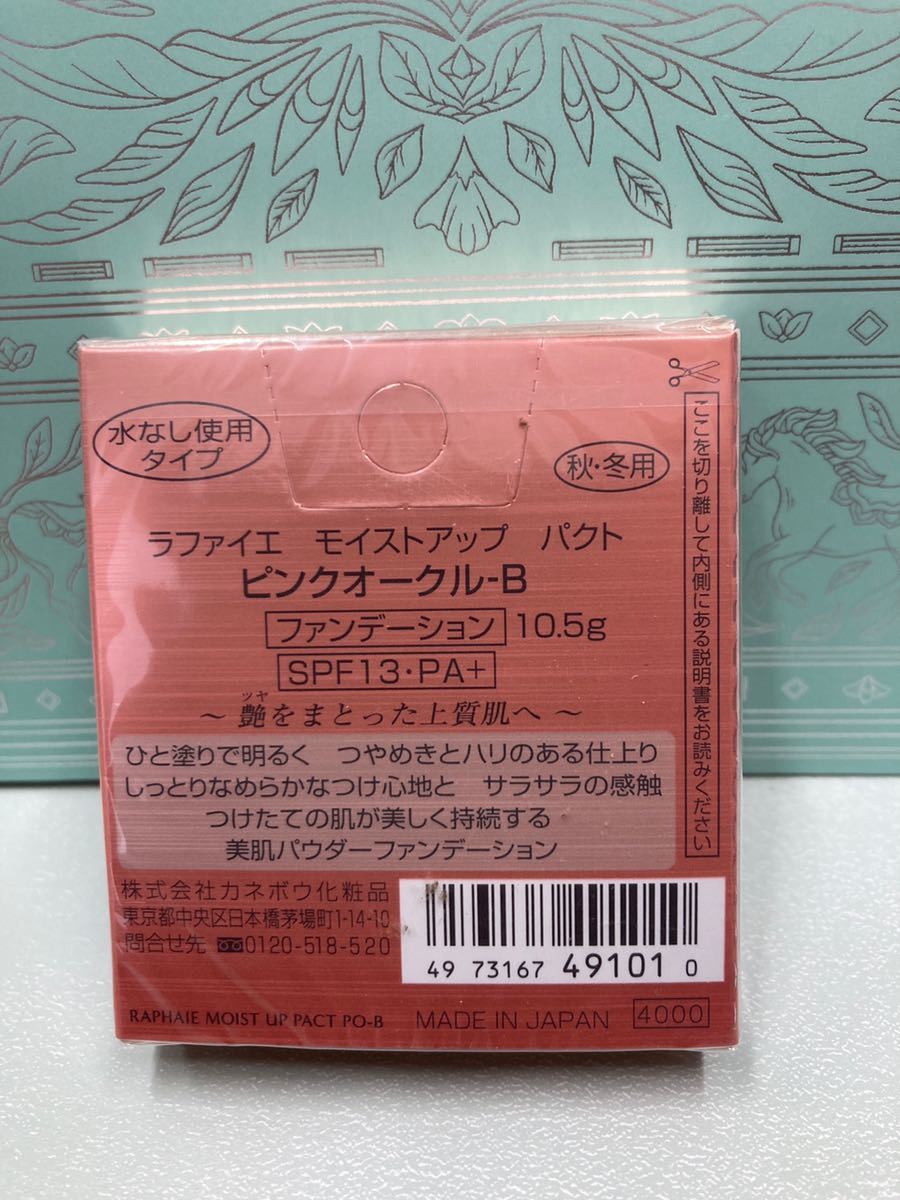 水なし使用
タイプ
秋・冬用
ここを切り離して内側にある説明書をお読みください
ラファイエ モイストアップ パクト
ピンクオークル-B
ファンデーション 10.5g
SPF13・PA+
ツヤ
～ 艶をまとった上質肌へ ～
ひと塗りで明るく つやめきとハリのある仕上り
しっとりなめらかなつけ心地と サラサラの感触
つけたての肌が美しく持続する
美肌パウダーファンデーション
株式会社カネボウ化粧品
東京都中央区日本橋茅場町1-14-10
問合せ先 0120-518-520
49 73167 49101 0
RAPHAIE MOIST UP PACT PO-B MADE IN JAPAN 4000